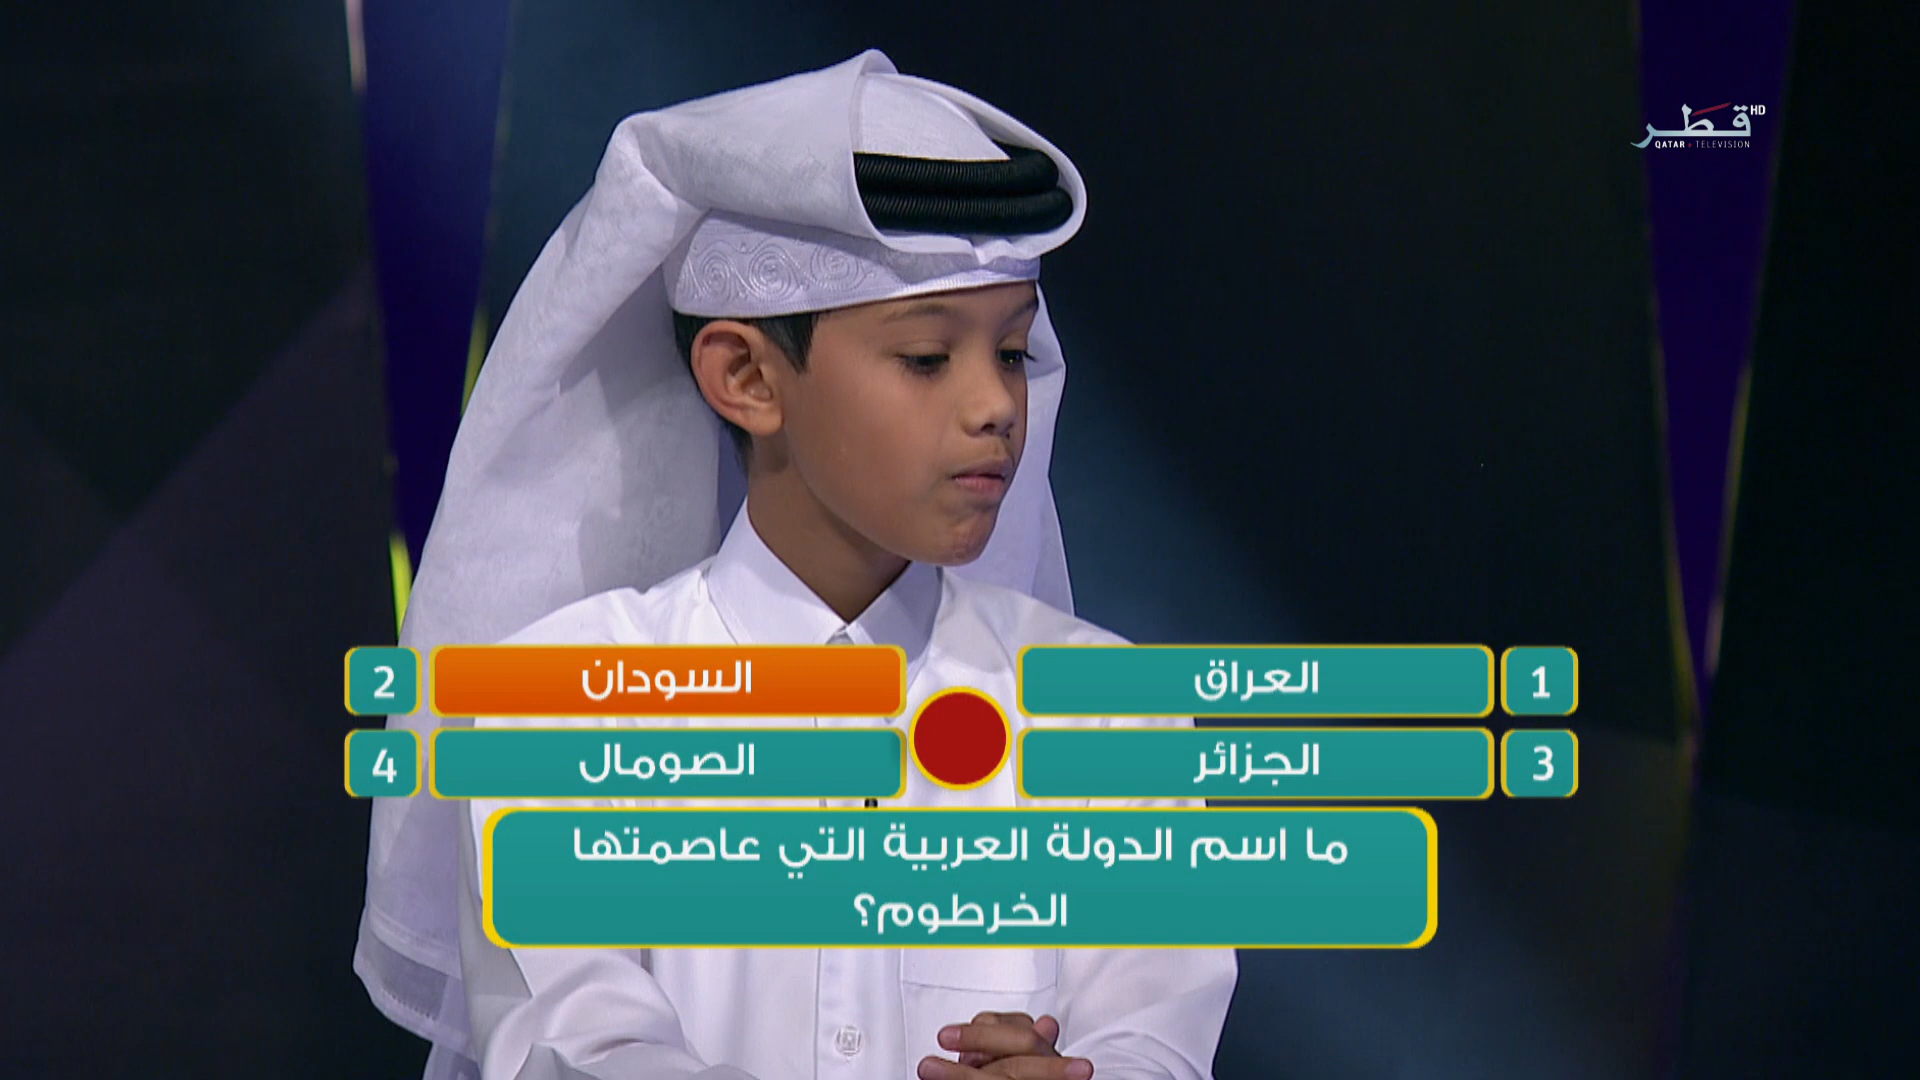 قطر HD
QATAR TELEVISION
1 العراق
2 السودان
3 الجزائر
4 الصومال
ما اسم الدولة العربية التي عاصمتها
الخرطوم؟